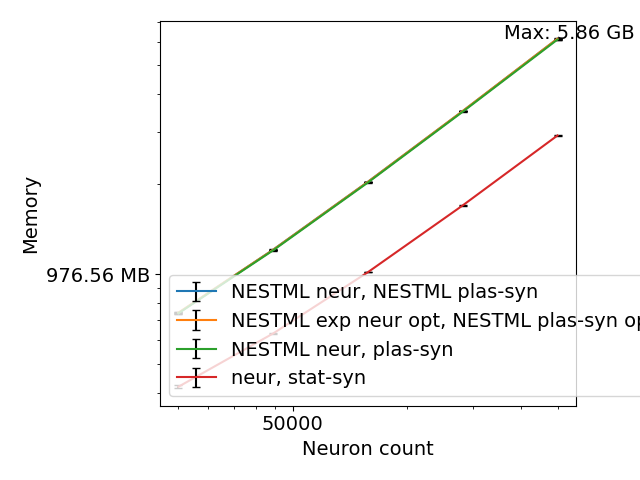 Max: 5.86 GB
Memory
976.56 MB
NESTML neur, NESTML plas-syn
NESTML exp neur opt, NESTML plas-syn op
NESTML neur, plas-syn
neur, stat-syn
50000
Neuron count